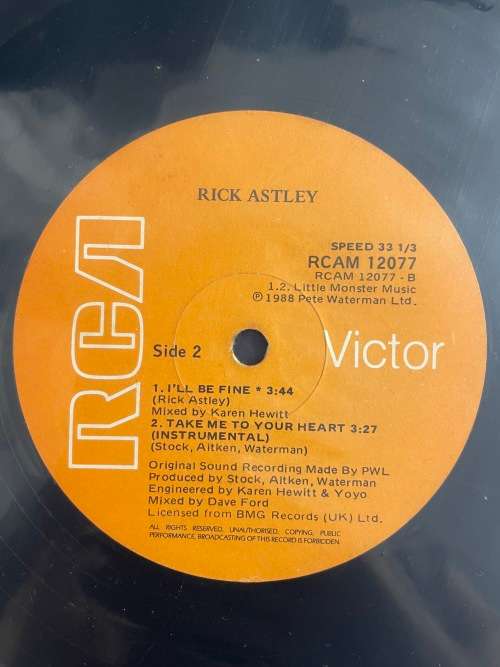 RICK ASTLEY
RCA
SPEED 33 1/3
RCAM 12077
RCAM 12077 - B
1.2. Little Monster Music
℗ 1988 Pete Waterman Ltd.
Side 2
Victor
1. I'LL BE FINE * 3:44
(Rick Astley)
Mixed by Karen Hewitt
2. TAKE ME TO YOUR HEART 3:27
(INSTRUMENTAL)
(Stock, Aitken, Waterman)
Original Sound Recording Made By PWL
Produced by Stock, Aitken, Waterman
Engineered by Karen Hewitt & Yoyo
Mixed by Dave Ford
Licensed from BMG Records (UK) Ltd.
ALL RIGHTS RESERVED, UNAUTHORISED, COPYING, PUBLIC
PERFORMANCE, BROADCASTING OF THIS RECORD IS FORBIDDEN.